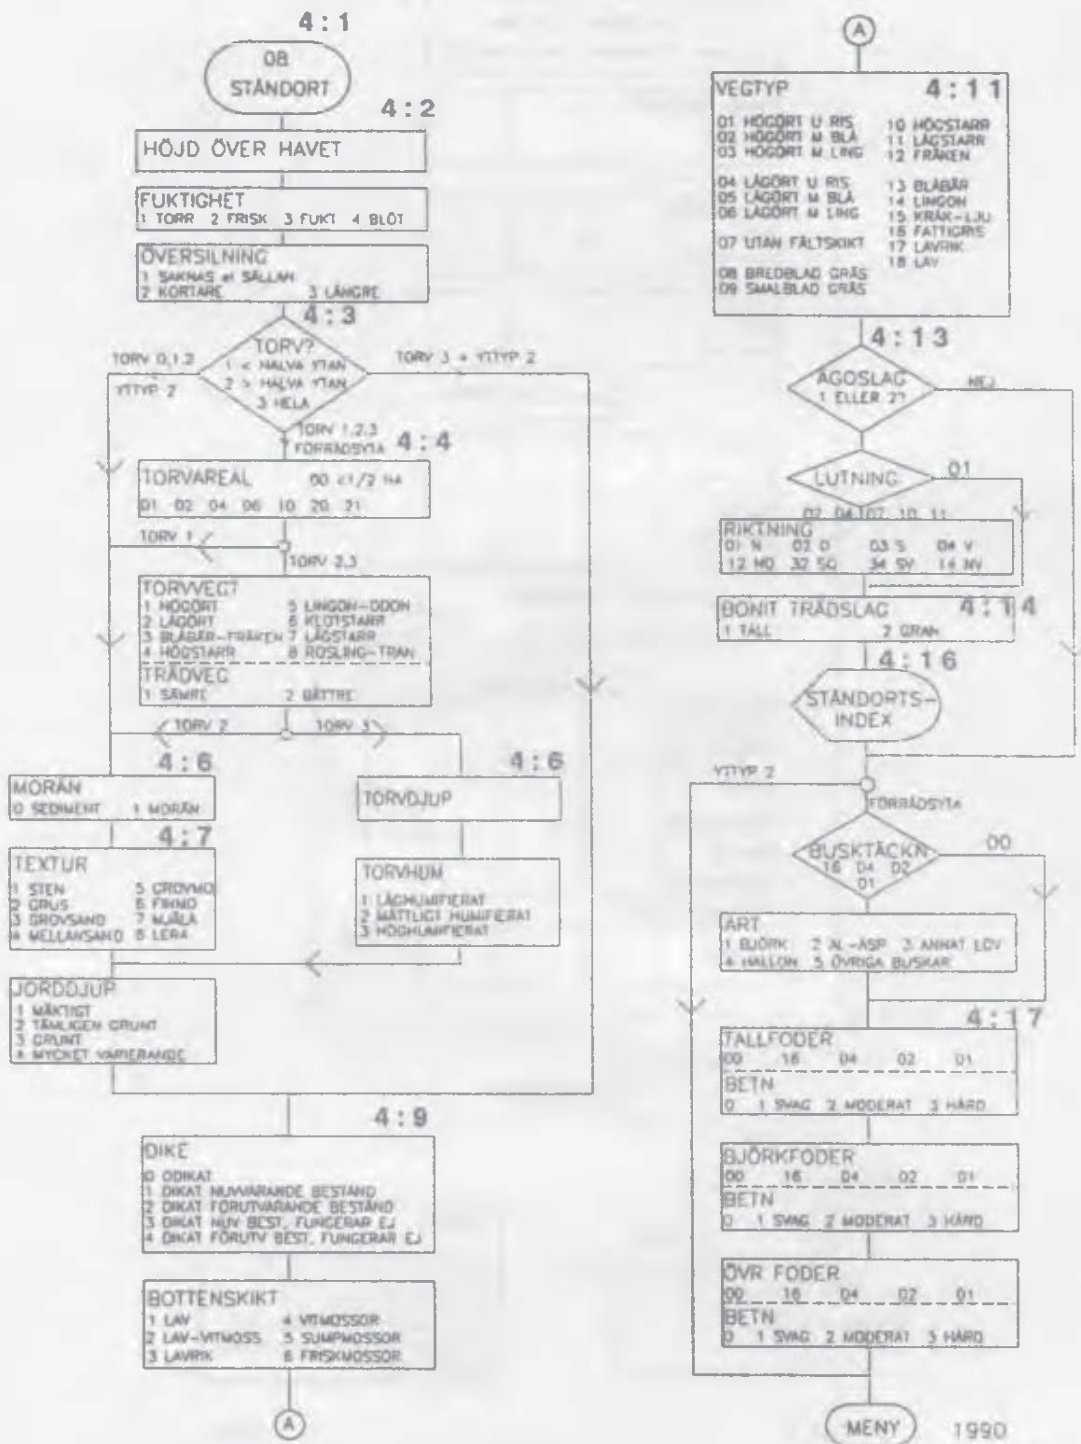 4:1
08
STÅNDORT
4:2
HÖJD ÖVER HAVET
FUKTIGHET
1 TORR 2 FRISK 3 FUKT 4 BLÖT
ÖVERSILNING
1 SAKNAS el SÄLLAN
2 KORTARE 3 LÄNGRE
4:3
TORV?
1 < HALVA YTAN
2 > HALVA YTAN
3 HELA
TORV 0,1,2
YTTYP 2
TORV 3 + YTTYP 2
TORV 1,2,3
FÖRRÅDSYTA
4:4
TORVAREAL 00 <1/2 HA
01 02 04 06 10 20 21
TORV 1
TORV 2,3
TORVVEGT
1 HÖGÖRT 5 LINGON-ODON
2 LÅGÖRT 6 KLOTSTARR
3 BLÅBÄR-FRÄKEN 7 LÅGSTARR
4 HÖGSTARR 8 ROSLING-TRAN
TRÄDVEG
1 SÄMRE 2 BÄTTRE
TORV 2 TORV 3
4:6
MORÄN
0 SEDIMENT 1 MORÄN
4:7
TEXTUR
1 STEN 5 GROVMO
2 GRUS 6 FINMO
3 GROVSAND 7 MJÄLA
4 MELLANSAND 8 LERA
4:6
TORVDJUP
TORVHUM
1 LÅGHUMIFIERAT
2 MÅTTLIGT HUMIFIERAT
3 HÖGHUMIFIERAT
JORDDJUP
1 MÄKTIGT
2 TÄMLIGEN GRUNT
3 GRUNT
4 MYCKET VARIERANDE
4:9
DIKE
0 ODIKAT
1 DIKAT NUVVARANDE BESTÅND
2 DIKAT FÖRUTVARANDE BESTÅND
3 DIKAT NUV BEST, FUNGERAR EJ
4 DIKAT FÖRUTV BEST, FUNGERAR EJ
BOTTENSKIKT
1 LAV 4 VITMOSSOR
2 LAV-VITMOSS 5 SUMPMOSSOR
3 LAVRIK 6 FRISKMOSSOR
A
A
VEGTYP 4:11
01 HÖGÖRT U RIS 10 HÖGSTARR
02 HÖGÖRT M BLÅ 11 LÅGSTARR
03 HÖGÖRT M LING 12 FRÄKEN
04 LÅGÖRT U RIS 13 BLÅBÄR
05 LÅGÖRT M BLÅ 14 LINGON
06 LÅGÖRT M LING 15 KRÅK-LJU
16 FATTIGRIS
07 UTAN FÄLTSKIKT 17 LAVRIK
18 LAV
08 BREDBLAD GRÄS
09 SMALBLAD GRÄS
4:13
ÄGOSLAG
1 ELLER 2?
NEJ
LUTNING
01
02 04 07 10 11
RIKTNING
01 N 02 O 03 S 04 V
12 NO 32 SO 34 SV 14 NV
BONIT TRÄDSLAG 4:14
1 TALL 2 GRAN
4:16
STÅNDORTS-
INDEX
YTTYP 2
FÖRRÅDSYTA
BUSKTÄCKN
16 04 02
01
00
ART
1 BJÖRK 2 AL-ASP 3 ANNAT LÖV
4 HALLON 5 ÖVRIGA BUSKAR
4:17
TALLFODER
00 16 04 02 01
BETN
0 1 SVAG 2 MODERAT 3 HÅRD
BJÖRKFODER
00 16 04 02 01
BETN
0 1 SVAG 2 MODERAT 3 HÅRD
ÖVR FODER
00 16 04 02 01
BETN
0 1 SVAG 2 MODERAT 3 HÅRD
MENY
1990